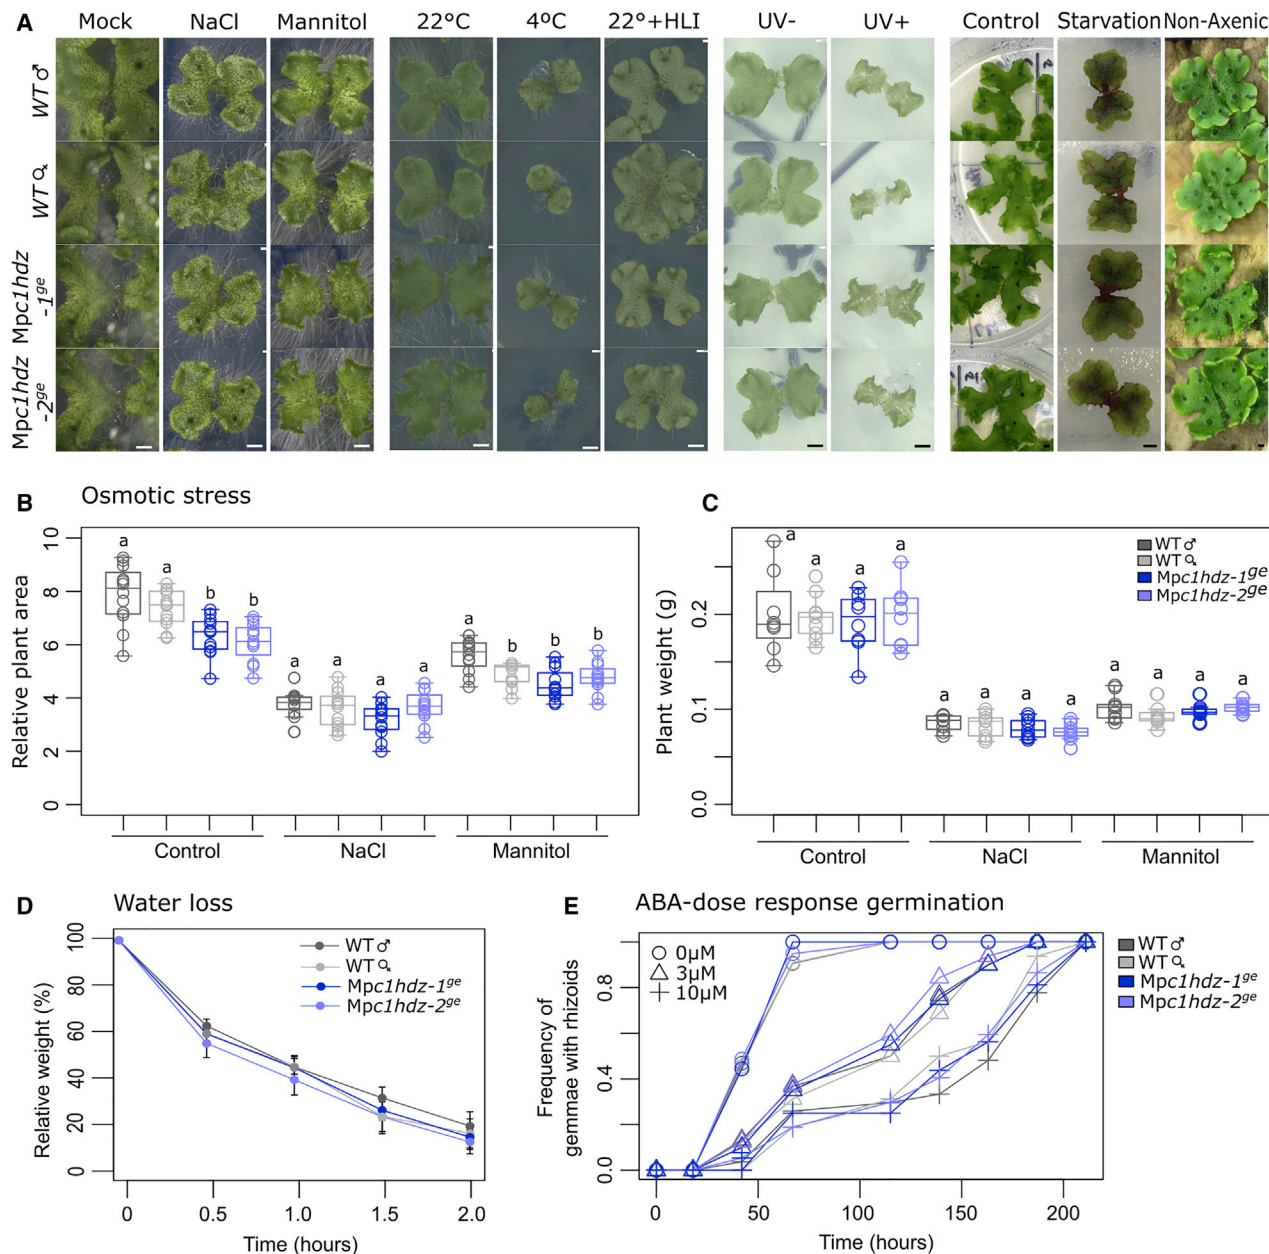 A
Mock NaCl Mannitol 22°C 4ºC 22°+HLI UV- UV+ Control Starvation Non-Axenic
WT ♂
WT ♀
Mpc1hdz
-1ge
Mpc1hdz
-2ge
B Osmotic stress
Relative plant area
10
8
6
4
2
0
a a b b a a a a a b b b
Control NaCl Mannitol
C
Plant weight (g)
0.2
0.1
0.0
a a a a a a a a a a a a
WT ♂
WT ♀
Mpc1hdz-1ge
Mpc1hdz-2ge
Control NaCl Mannitol
D Water loss
Relative weight (%)
100
80
60
40
20
0
WT ♂
WT ♀
Mpc1hdz-1ge
Mpc1hdz-2ge
0 0.5 1.0 1.5 2.0
Time (hours)
E ABA-dose response germination
Frequency of
gemmae with rhizoids
0.8
0.4
0.0
0µM
3µM
10µM
WT ♂
WT ♀
Mpc1hdz-1ge
Mpc1hdz-2ge
0 50 100 150 200
Time (hours)